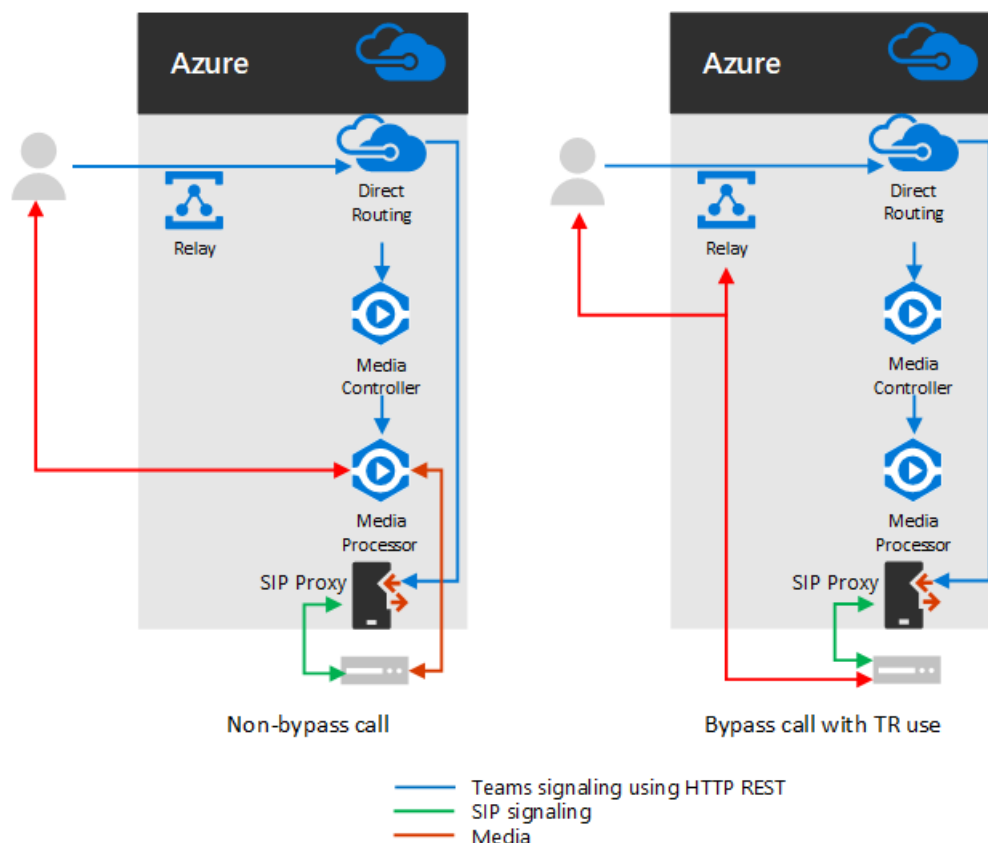 Azure
Direct
Routing
Relay
Media
Controller
Media
Processor
SIP Proxy
Non-bypass call
Azure
Direct
Routing
Relay
Media
Controller
Media
Processor
SIP Proxy
Bypass call with TR use
Teams signaling using HTTP REST
SIP signaling
Media